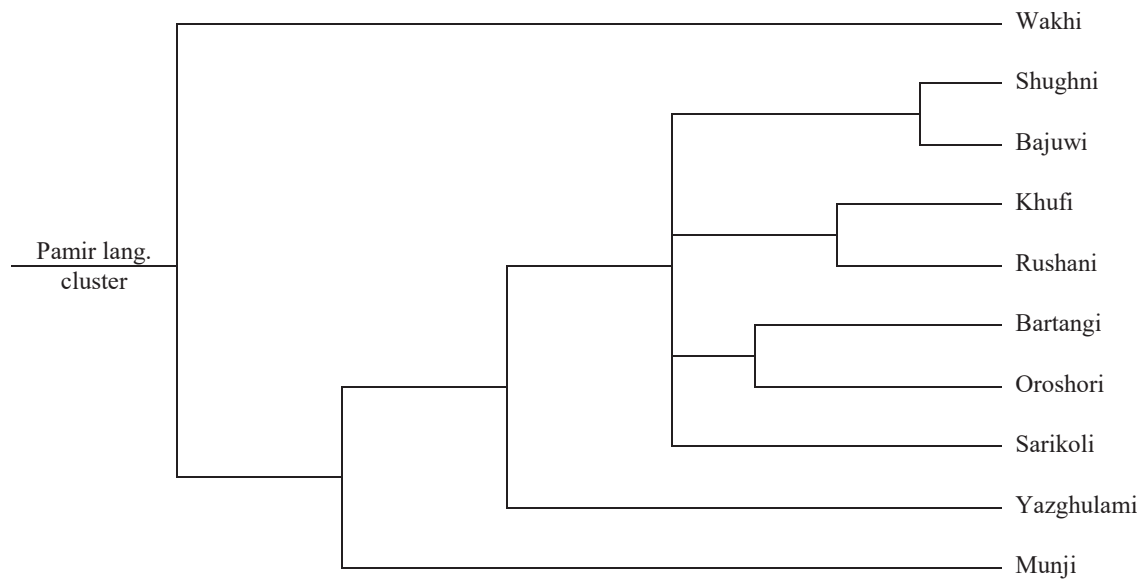 Wakhi
Shughni
Bajuwi
Khufi
Pamir lang.
cluster
Rushani
Bartangi
Oroshori
Sarikoli
Yazghulami
Munji